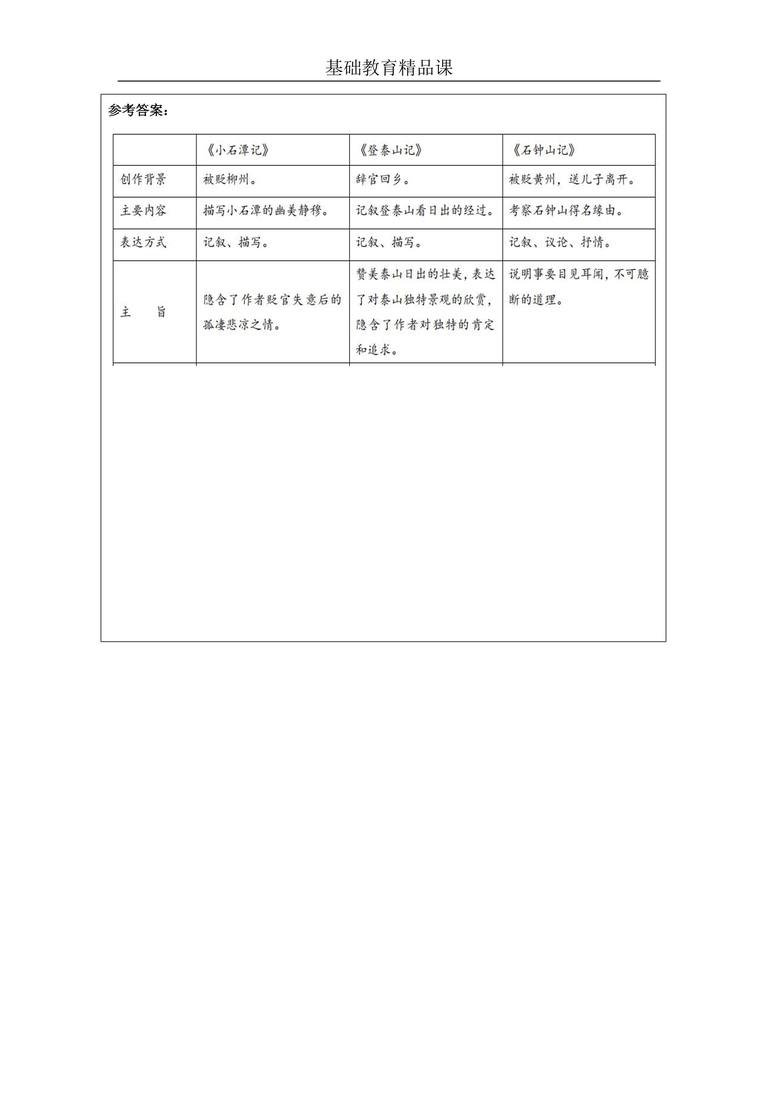 基础教育精品课
参考答案：
《小石潭记》 《登泰山记》 《石钟山记》
创作背景 被贬柳州。 辞官回乡。 被贬黄州，送儿子离开。
主要内容 描写小石潭的幽美静穆。 记叙登泰山看日出的经过。 考察石钟山得名缘由。
表达方式 记叙、描写。 记叙、描写。 记叙、议论、抒情。
主 旨
隐含了作者贬官失意后的
孤凄悲凉之情。
赞美泰山日出的壮美，表达
了对泰山独特景观的欣赏，
隐含了作者对独特的肯定
和追求。
说明事要目见耳闻，不可臆
断的道理。